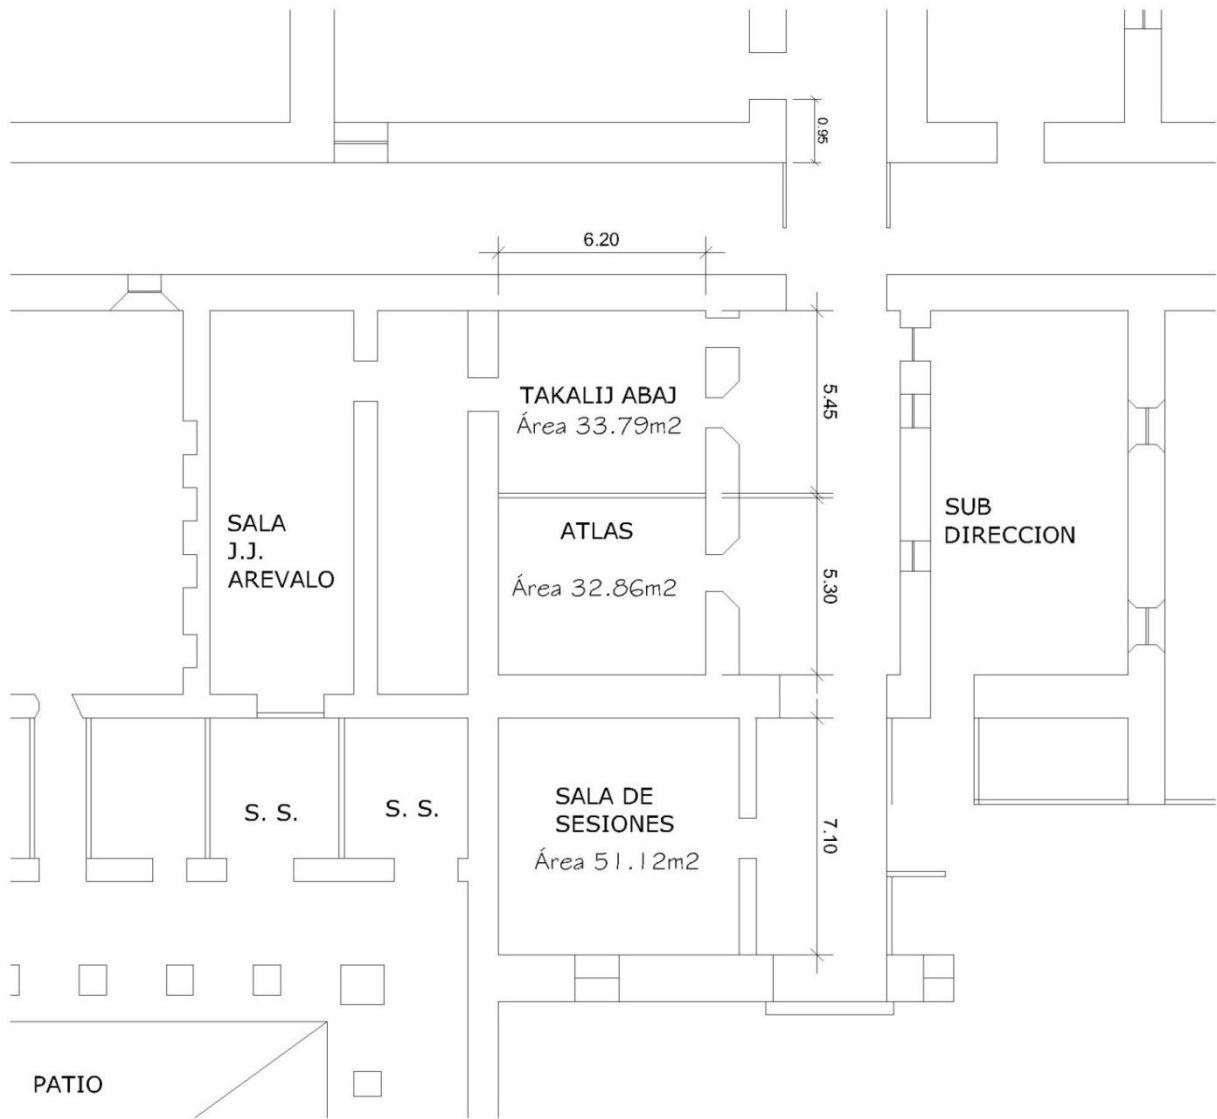 0.95
6.20
TAKALIJ ABAJ
Área 33.79m2
5.45
SALA
J.J.
AREVALO
ATLAS
Área 32.86m2
5.30
SUB
DIRECCION
S. S.
S. S.
SALA DE
SESIONES
Área 51.12m2
7.10
PATIO